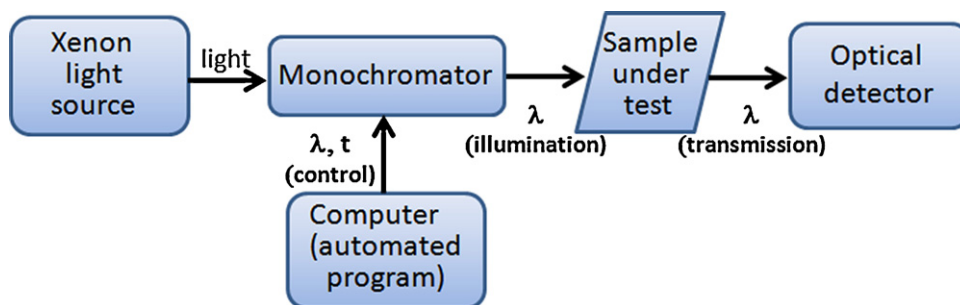 Xenon
light
source
light
Monochromator
λ, t
(control)
Computer
(automated
program)
λ
(illumination)
Sample
under
test
λ
(transmission)
Optical
detector